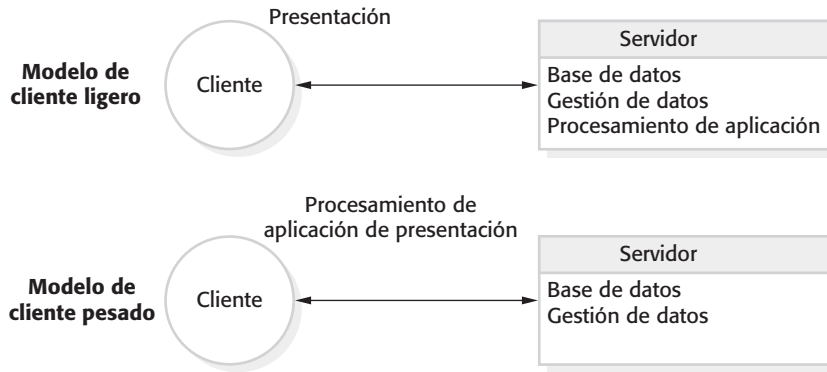 Presentación
Modelo de
cliente ligero
Cliente
Servidor
Base de datos
Gestión de datos
Procesamiento de aplicación
Procesamiento de
aplicación de presentación
Modelo de
cliente pesado
Cliente
Servidor
Base de datos
Gestión de datos